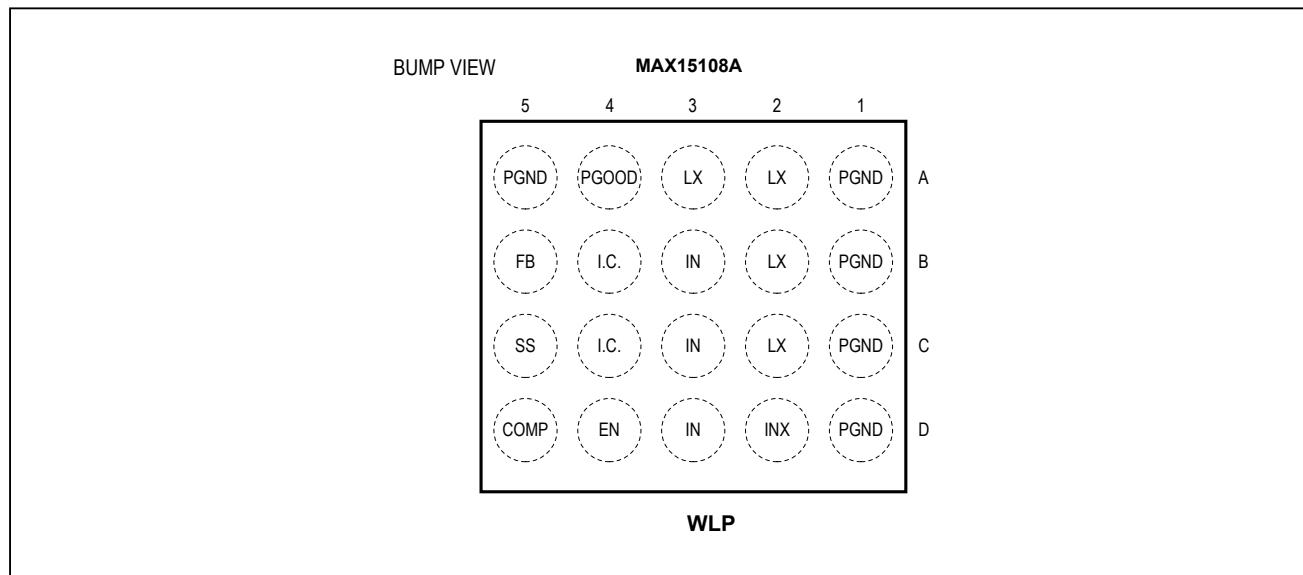 BUMP VIEW MAX15108A
5 4 3 2 1
PGND PGOOD LX LX PGND A
FB I.C. IN LX PGND B
SS I.C. IN LX PGND C
COMP EN IN INX PGND D
WLP